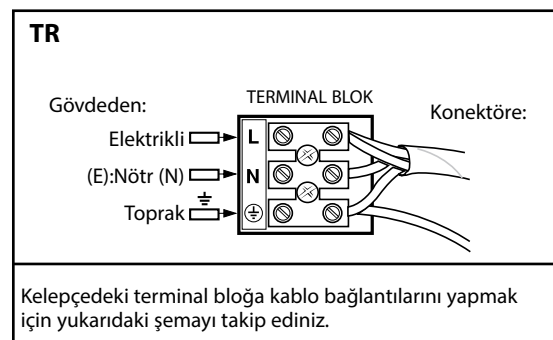 TR
TERMINAL BLOK
Gövdeden:
Konektöre:
Elektrikli
L
(E):Nötr (N)
N
Toprak
Kelepçedeki terminal bloğa kablo bağlantılarını yapmak
için yukarıdaki şemayı takip ediniz.